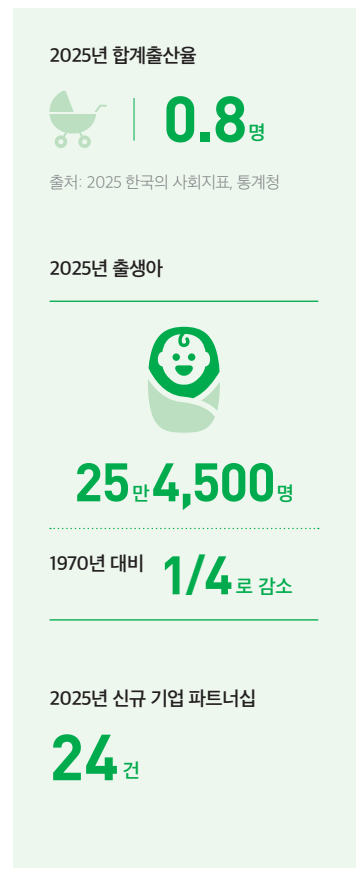 2025년 합계출산율
0.8명
출처: 2025 한국의 사회지표, 통계청
2025년 출생아
25만 4,500명
1970년 대비 1/4로 감소
2025년 신규 기업 파트너십
24건